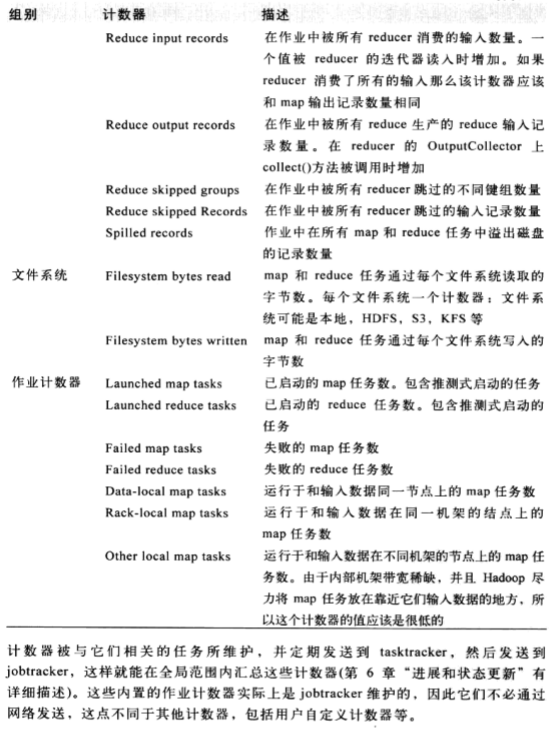 组别 计数器 描述
Reduce input records 在作业中被所有 reducer 消费的输入数量。一
个值被 reducer 的迭代器读入时增加。如果
reducer 消费了所有的输入那么该计数器应该
和 map 输出记录数量相同
Reduce output records 在作业中被所有 reduce 生产的 reduce 输入记
录数量。在 reducer 的 OutputCollector 上
collect()方法被调用时增加
Reduce skipped groups 在作业中被所有 reducer 跳过的不同键组数量
Reduce skipped Records 在作业中被所有 reducer 跳过的输入记录数量
Spilled records 作业中在所有 map 和 reduce 任务中溢出磁盘
的记录数量
文件系统 Filesystem bytes read map 和 reduce 任务通过每个文件系统读取的
字节数。每个文件系统一个计数器：文件系
统可能是本地，HDFS，S3，KFS 等
Filesystem bytes written map 和 reduce 任务通过每个文件系统写入的
字节数
作业计数器 Launched map tasks 已启动的 map 任务数。包含推测式启动的任务
Launched reduce tasks 已启动的 reduce 任务数。包含推测式启动的
任务
Failed map tasks 失败的 map 任务数
Failed reduce tasks 失败的 reduce 任务数
Data-local map tasks 运行于和输入数据同一节点上的 map 任务数
Rack-local map tasks 运行于和输入数据在同一机架的结点上的
map 任务数
Other local map tasks 运行于和输入数据在不同机架的节点上的 map 任
务数。由于内部机架带宽稀缺，并且 Hadoop 尽
力将 map 任务放在靠近它们输入数据的地方，所
以这个计数器的值应该是很低的
计数器被与它们相关的任务所维护，并定期发送到 tasktracker，然后发送到
jobtracker，这样就能在全局范围内汇总这些计数器(第 6 章“进展和状态更新”有
详细描述)。这些内置的作业计数器实际上是 jobtracker 维护的，因此它们不必通过
网络发送，这点不同于其他计数器，包括用户自定义计数器等。